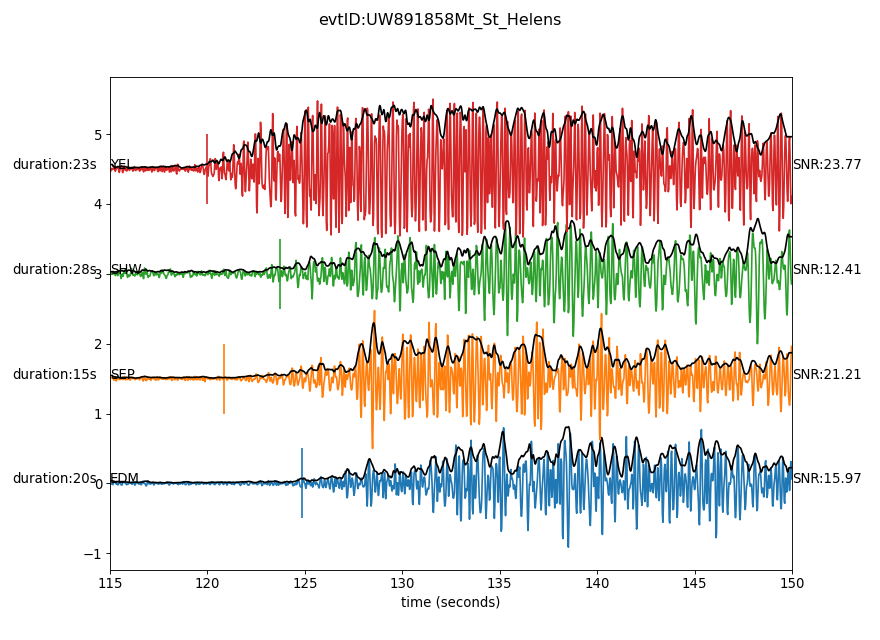 evtID:UW891858Mt_St_Helens
5
duration:23s YEL SNR:23.77
4
duration:28s SHW SNR:12.41
3
2
duration:15s SEP SNR:21.21
1
duration:20s EDM SNR:15.97
0
−1
115 120 125 130 135 140 145 150
time (seconds)